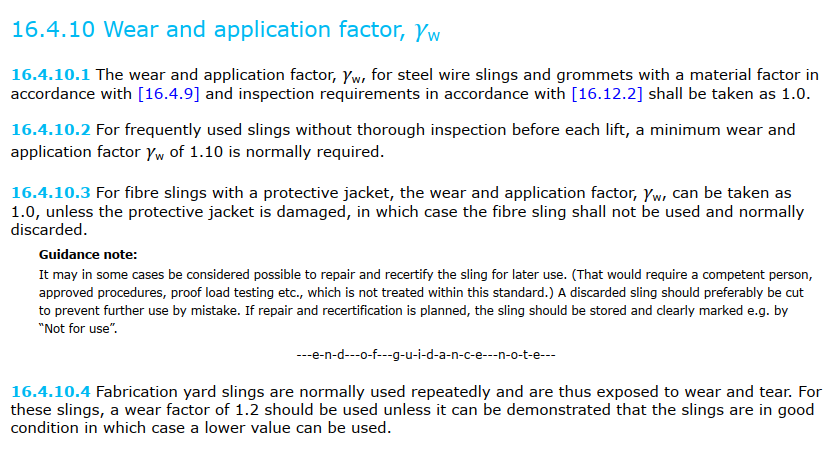 16.4.10 Wear and application factor, γw
16.4.10.1 The wear and application factor, γw, for steel wire slings and grommets with a material factor in
accordance with [16.4.9] and inspection requirements in accordance with [16.12.2] shall be taken as 1.0.
16.4.10.2 For frequently used slings without thorough inspection before each lift, a minimum wear and
application factor γw of 1.10 is normally required.
16.4.10.3 For fibre slings with a protective jacket, the wear and application factor, γw, can be taken as
1.0, unless the protective jacket is damaged, in which case the fibre sling shall not be used and normally
discarded.
Guidance note:
It may in some cases be considered possible to repair and recertify the sling for later use. (That would require a competent person,
approved procedures, proof load testing etc., which is not treated within this standard.) A discarded sling should preferably be cut
to prevent further use by mistake. If repair and recertification is planned, the sling should be stored and clearly marked e.g. by
“Not for use”.
---e-n-d---o-f---g-u-i-d-a-n-c-e---n-o-t-e---
16.4.10.4 Fabrication yard slings are normally used repeatedly and are thus exposed to wear and tear. For
these slings, a wear factor of 1.2 should be used unless it can be demonstrated that the slings are in good
condition in which case a lower value can be used.